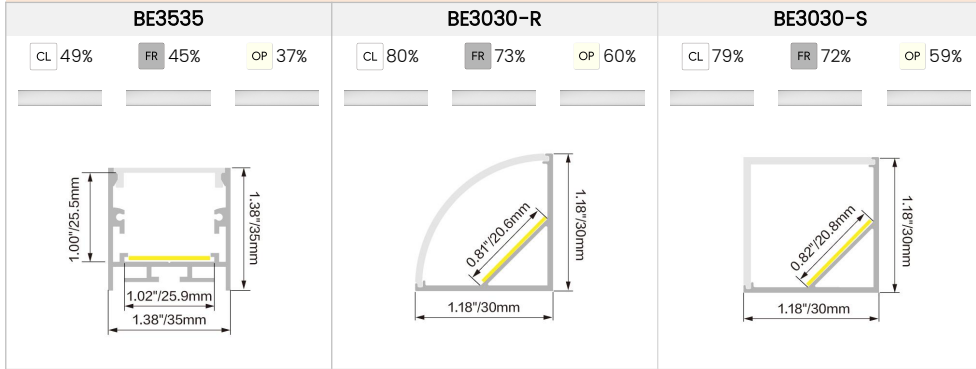 BE3535
CL 49% FR 45% OP 37%
1.00"/25.5mm
1.38"/35mm
1.02"/25.9mm
1.38"/35mm
BE3030-R
CL 80% FR 73% OP 60%
0.81"/20.6mm
1.18"/30mm
1.18"/30mm
BE3030-S
CL 79% FR 72% OP 59%
0.82"/20.8mm
1.18"/30mm
1.18"/30mm